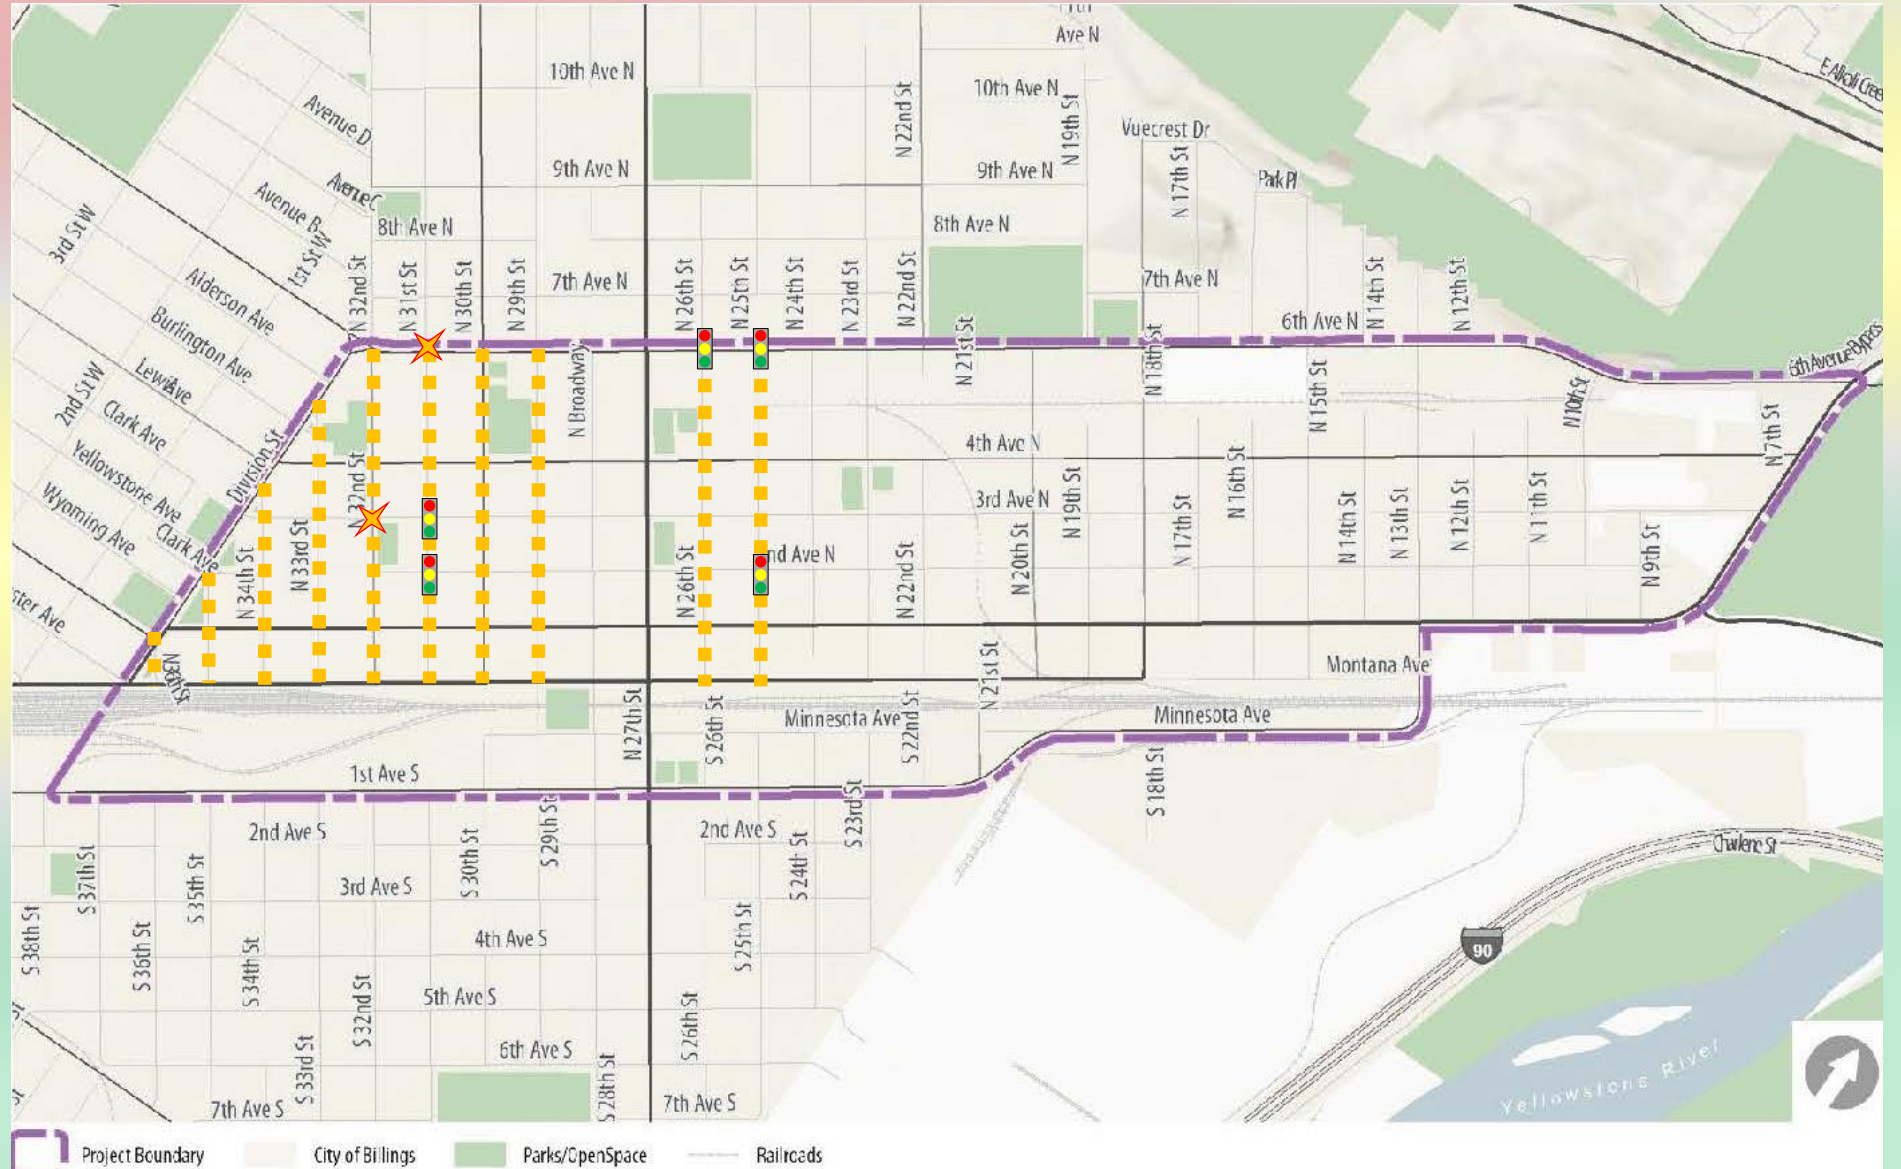 Ave N
10th Ave N
10th Ave N
E Alkali Creek
N 22nd St
N 19th St
Avenue D
Vuecrest Dr
9th Ave N
9th Ave N
N 17th St
Park Pl
Avenue C
Avenue B
3rd St W
8th Ave N
8th Ave N
1st St W
Alderson Ave
N 32nd St
N 31st St
N 30th St
N 29th St
7th Ave N
N 26th St
N 25th St
N 24th St
N 23rd St
N 22nd St
7th Ave N
N 14th St
N 12th St
Burlington Ave
6th Ave N
N 21st St
N 18th St
6th Avenue Bypass
Lewis Ave
2nd St W
N Broadway
N 15th St
N 10th St
Clark Ave
4th Ave N
N 7th St
Division St
Yellowstone Ave
N 32nd St
3rd Ave N
N 19th St
N 16th St
Wyoming Ave
N 33rd St
N 20th St
N 17th St
N 14th St
N 13th St
N 12th St
N 11th St
Clark Ave
N 34th St
N 26th St
nd Ave N
N 22nd St
N 9th St
ster Ave
N 21st St
Montana Ave
N 27th St
S 26th St
Minnesota Ave
S 22nd St
Minnesota Ave
1st Ave S
S 18th St
2nd Ave S
S 29th St
2nd Ave S
S 23rd St
Charlene St
S 37th St
S 35th St
3rd Ave S
S 30th St
S 24th St
S 38th St
S 36th St
S 34th St
4th Ave S
S 25th St
90
S 32nd St
5th Ave S
S 26th St
S 33rd St
6th Ave S
S 28th St
Yellowstone River
7th Ave S
7th Ave S
Project Boundary
City of Billings
Parks/OpenSpace
Railroads